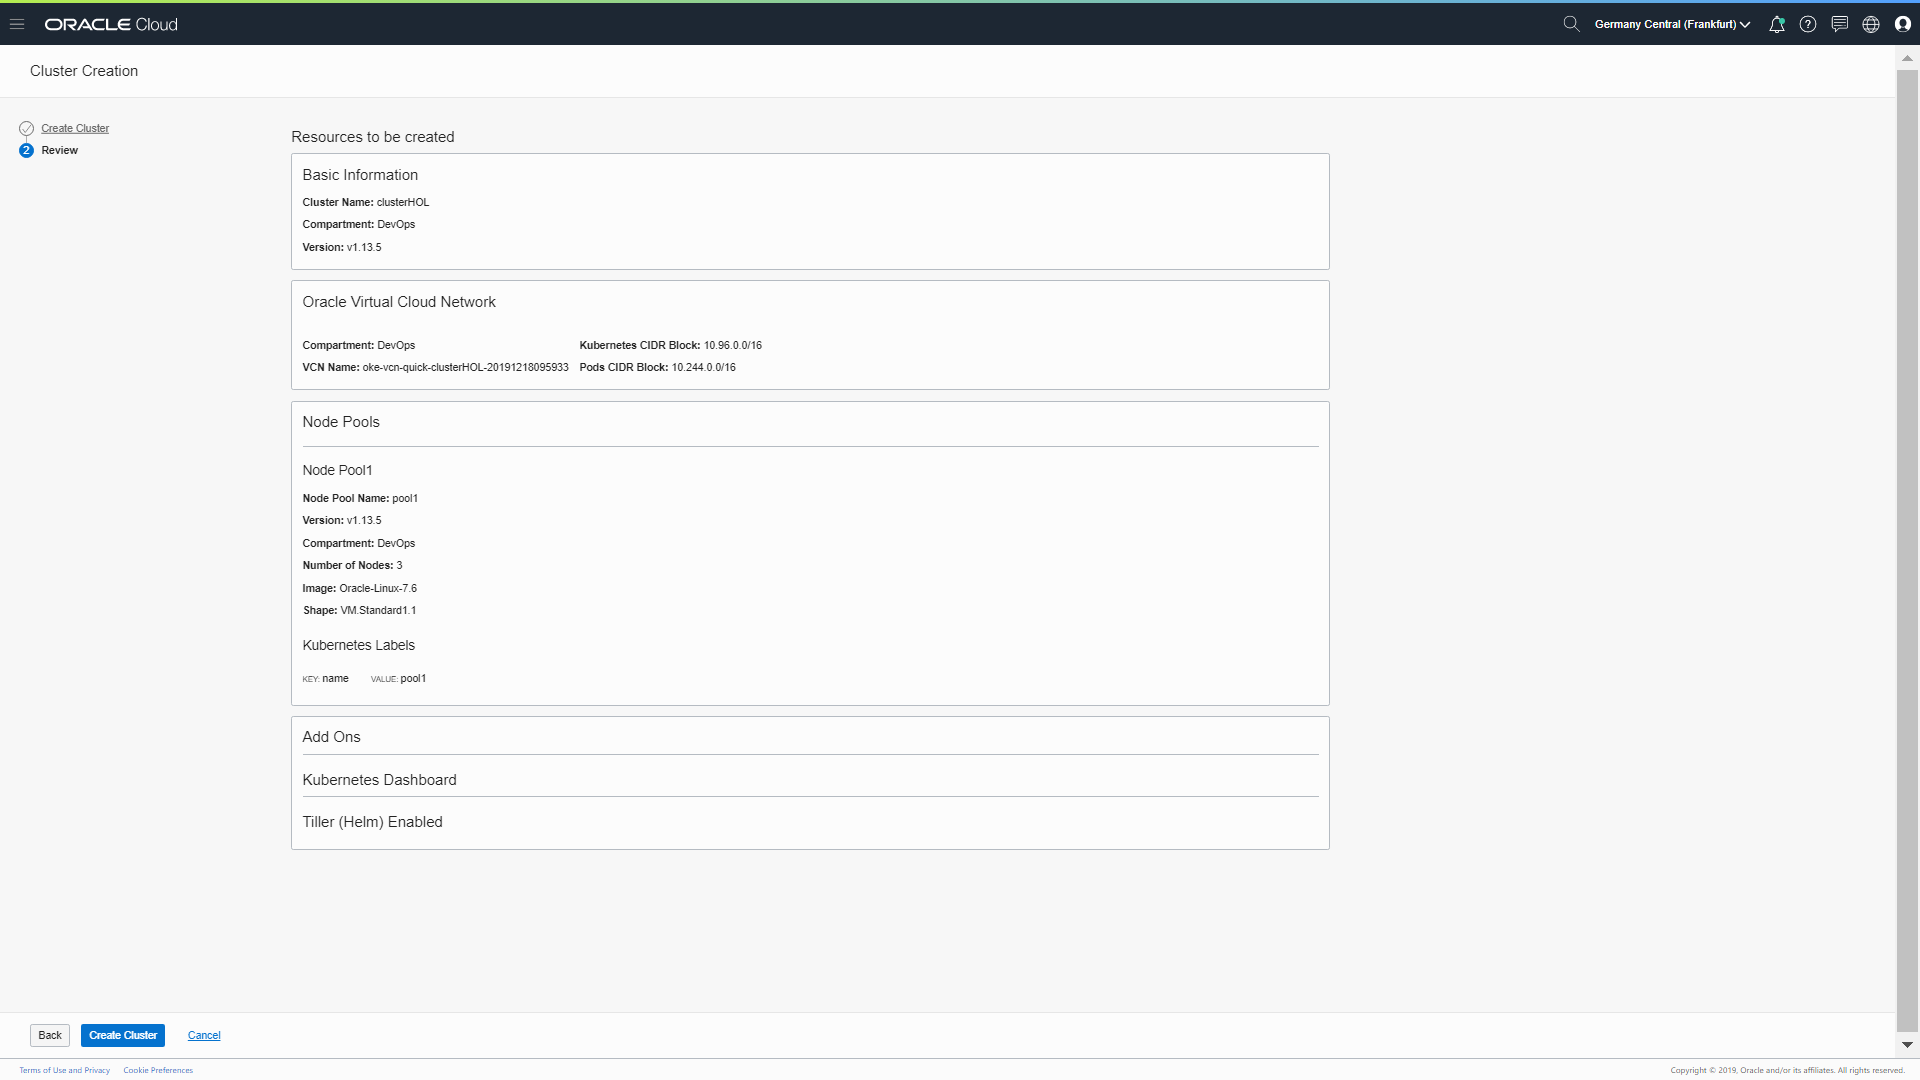 ORACLE Cloud
Germany Central (Frankfurt)
Cluster Creation
Create Cluster
2 Review
Resources to be created
Basic Information
Cluster Name: clusterHOL
Compartment: DevOps
Version: v1.13.5
Oracle Virtual Cloud Network
Compartment: DevOps Kubernetes CIDR Block: 10.96.0.0/16
VCN Name: oke-vcn-quick-clusterHOL-20191218095933 Pods CIDR Block: 10.244.0.0/16
Node Pools
Node Pool1
Node Pool Name: pool1
Version: v1.13.5
Compartment: DevOps
Number of Nodes: 3
Image: Oracle-Linux-7.6
Shape: VM.Standard1.1
Kubernetes Labels
KEY: name VALUE: pool1
Add Ons
Kubernetes Dashboard
Tiller (Helm) Enabled
Back Create Cluster Cancel
Terms of Use and Privacy Cookie Preferences Copyright © 2019, Oracle and/or its affiliates. All rights reserved.